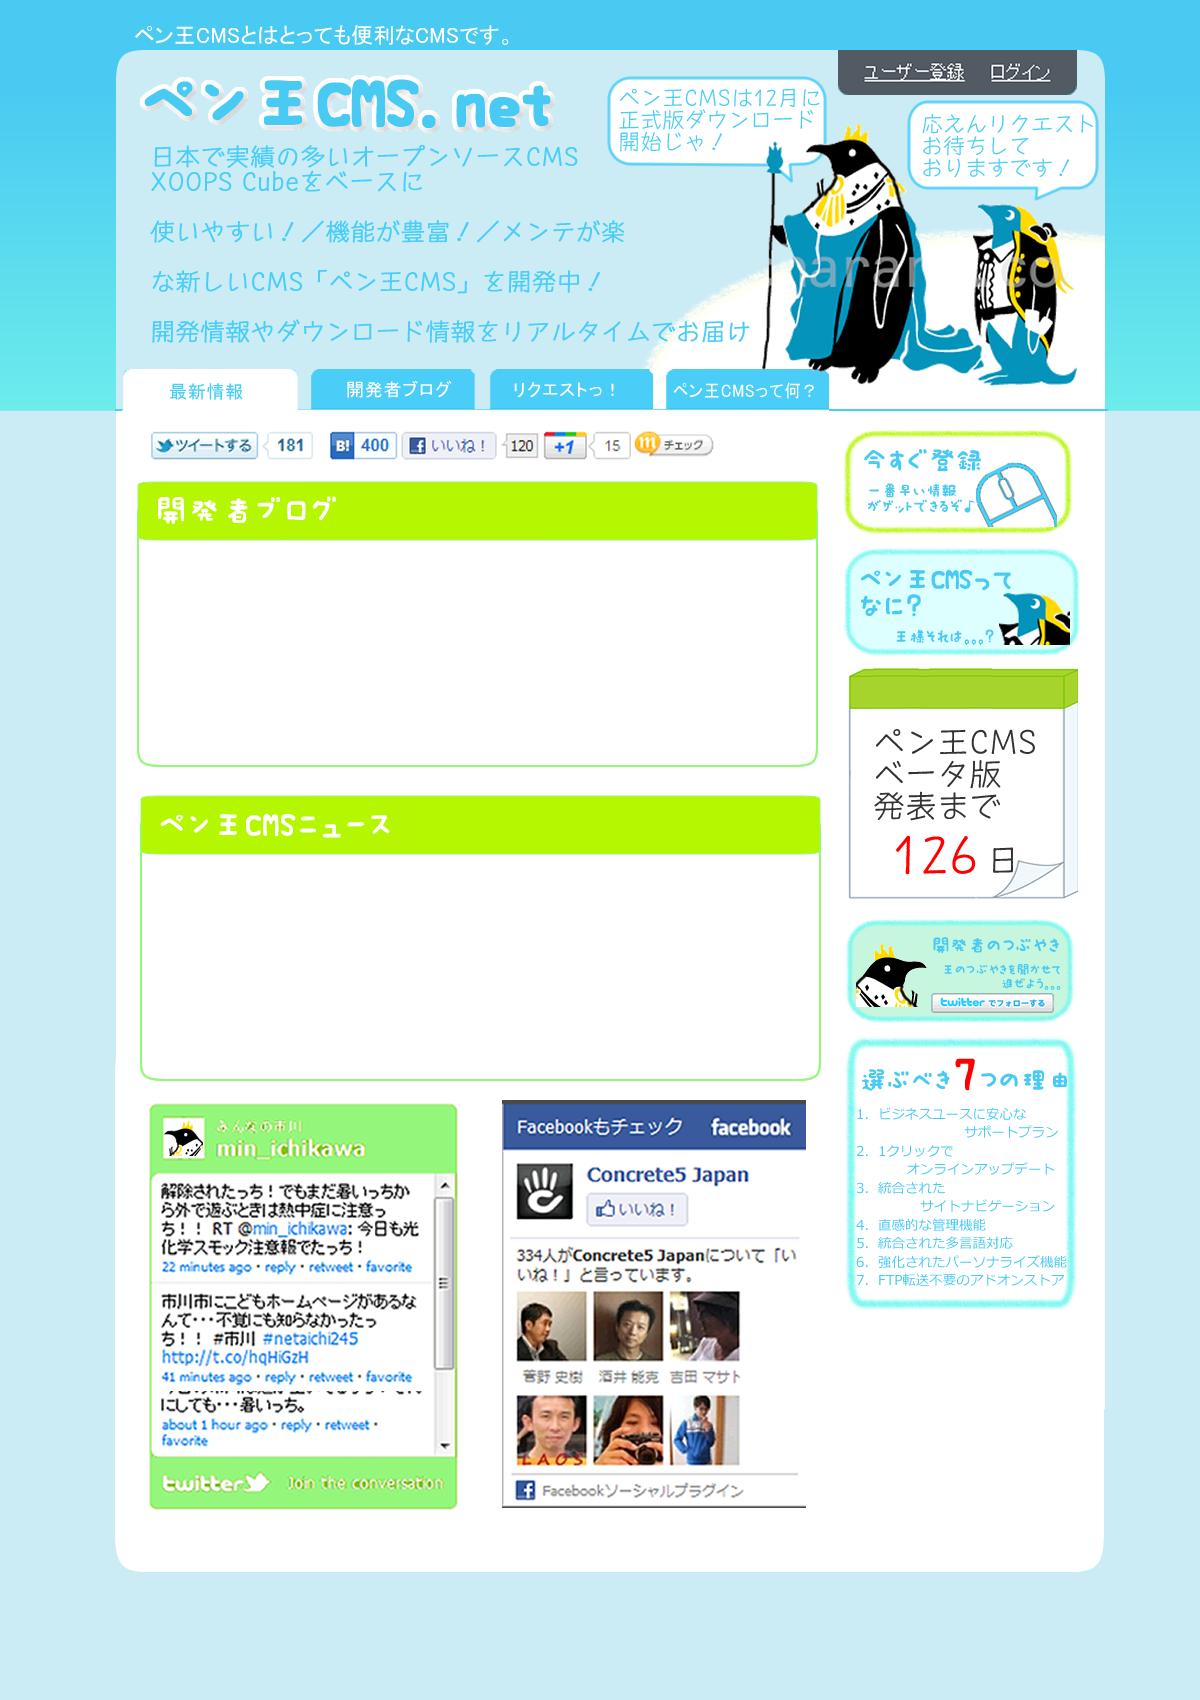 ペン王CMSとはとっても便利なCMSです。
ユーザー登録 ログイン
ペン王CMS.net
ペン王CMSは12月に
正式版ダウンロード
開始じゃ！
応えんリクエスト
お待ちして
おりますです！
日本で実績の多いオープンソースCMS
XOOPS Cubeをベースに
使いやすい！／機能が豊富！／メンテが楽
な新しいCMS「ペン王CMS」を開発中！
開発情報やダウンロード情報をリアルタイムでお届け
最新情報 開発者ブログ リクエストっ！ ペン王CMSって何？
ツイートする 181 B! 400 いいね！ 120 +1 15 チェック
開発者ブログ
ペン王CMSニュース
今すぐ登録
一番早い情報
がゲットできるぞ♪
ペン王CMSって
なに?
王様それは。。。?
ペン王CMS
ベータ版
発表まで
126 日
開発者のつぶやき
王のつぶやきを聞かせて
進ぜよう。。。
twitter でフォローする
選ぶべき7つの理由
1. ビジネスユースに安心な
サポートプラン
2. 1クリックで
オンラインアップデート
3. 統合された
サイトナビゲーション
4. 直感的な管理機能
5. 統合された多言語対応
6. 強化されたパーソナライズ機能
7. FTP転送不要のアドオンストア
みんなの市川
min_ichikawa
解除されたっち！でもまだ暑いっちか
ら外で遊ぶときは熱中症に注意っ
ち！！ RT @min_ichikawa: 今日も光
化学スモック注意報でたっち！
22 minutes ago・reply・retweet・favorite
市川市にこどもホームページがあるな
んて・・・不覚にも知らなかったっ
ち！！ #市川 #netaichi245
http://t.co/hqHiGzH
41 minutes ago・reply・retweet・favorite
にしても・・・暑いっち。
about 1 hour ago・reply・retweet・
favorite
twitter Join the conversation
Facebookもチェック facebook
Concrete5 Japan
いいね！
334人がConcrete5 Japanについて「い
いね！」と言っています。
菅野 史樹 酒井 能克 吉田 マサト
LAOS
Facebookソーシャルプラグイン